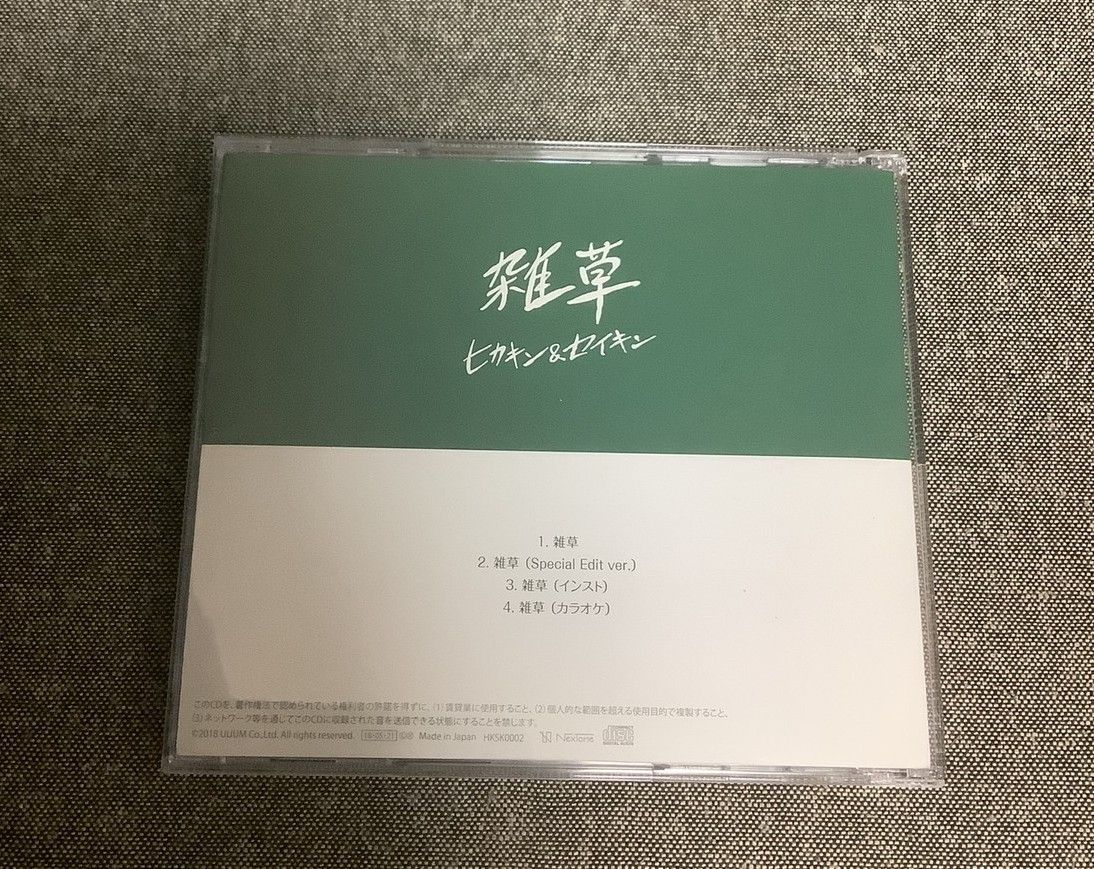 雑草
ヒカキン&セイキン
1. 雑草
2. 雑草（Special Edit ver.）
3. 雑草（インスト）
4. 雑草（カラオケ）
このCDを、著作権法で認められている権利者の許諾を得ずに、(1)賃貸業に使用すること、(2)個人的な範囲を超える使用目的で複製すること、
(3)ネットワーク等を通じてこのCDに収録された音を送信できる状態にすることを禁じます。
©2018 UUUM Co.,Ltd. All rights reserved. 18・05・21 Ⓢ® Made in Japan HKSK0002 NexTone disc DIGITAL AUDIO